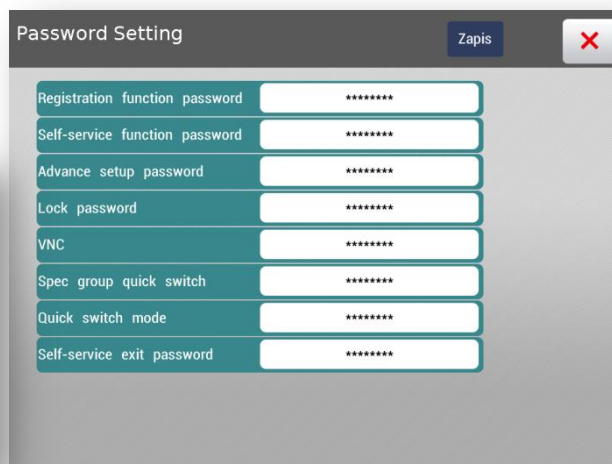 Password Setting
Zapis
Registration function password ********
Self-service function password ********
Advance setup password ********
Lock password ********
VNC ********
Spec group quick switch ********
Quick switch mode ********
Self-service exit password ********